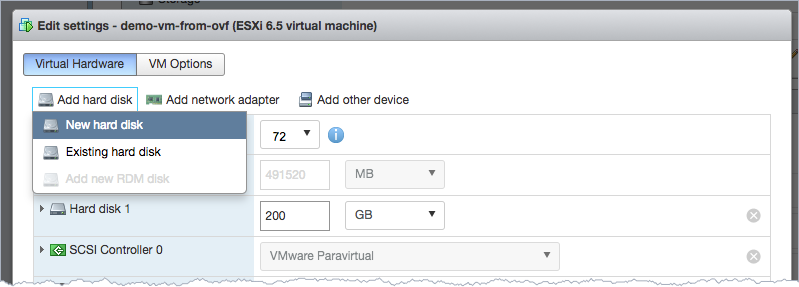 Edit settings - demo-vm-from-ovf (ESXi 6.5 virtual machine)
Virtual Hardware VM Options
Add hard disk Add network adapter Add other device
New hard disk
72
Existing hard disk
491520 MB
Add new RDM disk
Hard disk 1 200 GB
SCSI Controller 0 VMware Paravirtual